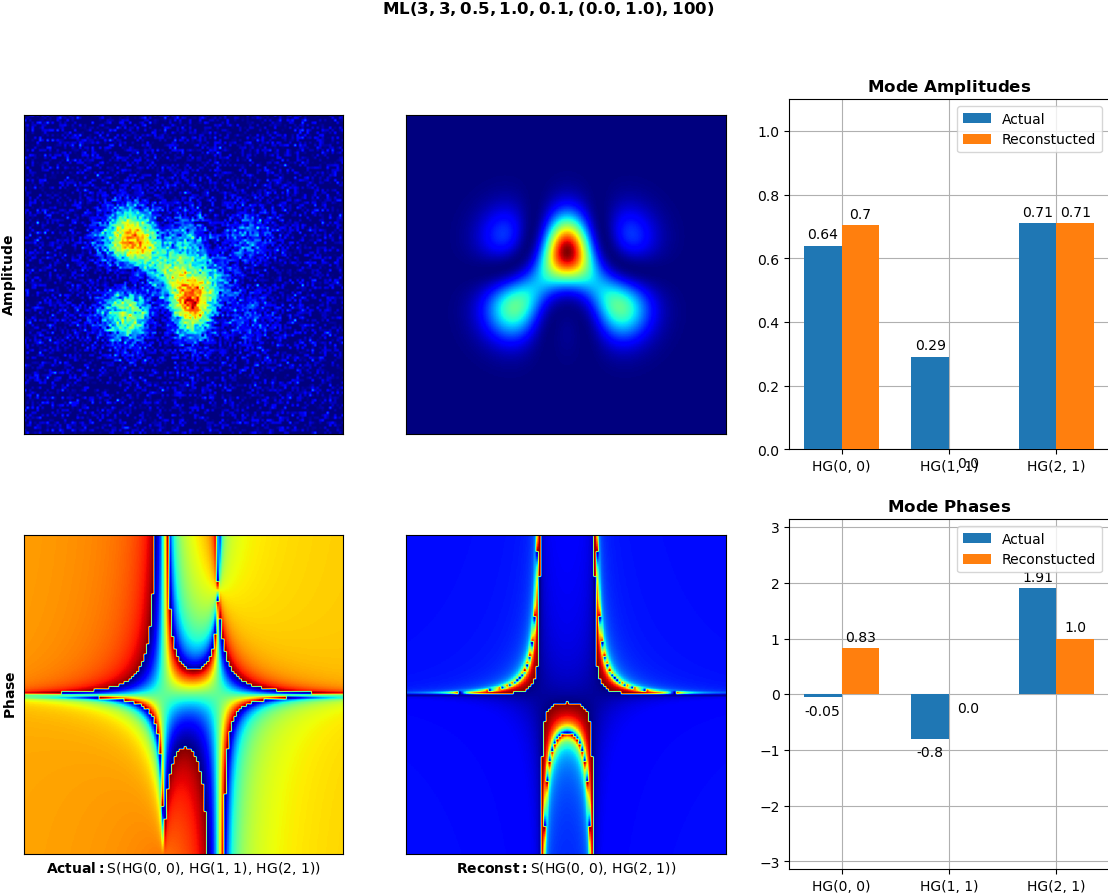 ML(3, 3, 0.5, 1.0, 0.1, (0.0, 1.0), 100)
Amplitude
Mode Amplitudes
Actual
Reconstucted
1.0
0.8
0.6
0.4
0.2
0.0
0.64
0.7
0.29
0.0
0.71
0.71
HG(0, 0)
HG(1, 1)
HG(2, 1)
Phase
Actual: S(HG(0, 0), HG(1, 1), HG(2, 1))
Reconst: S(HG(0, 0), HG(2, 1))
Mode Phases
Actual
Reconstucted
3
2
1
0
−1
−2
−3
-0.05
0.83
-0.8
0.0
1.91
1.0
HG(0, 0)
HG(1, 1)
HG(2, 1)